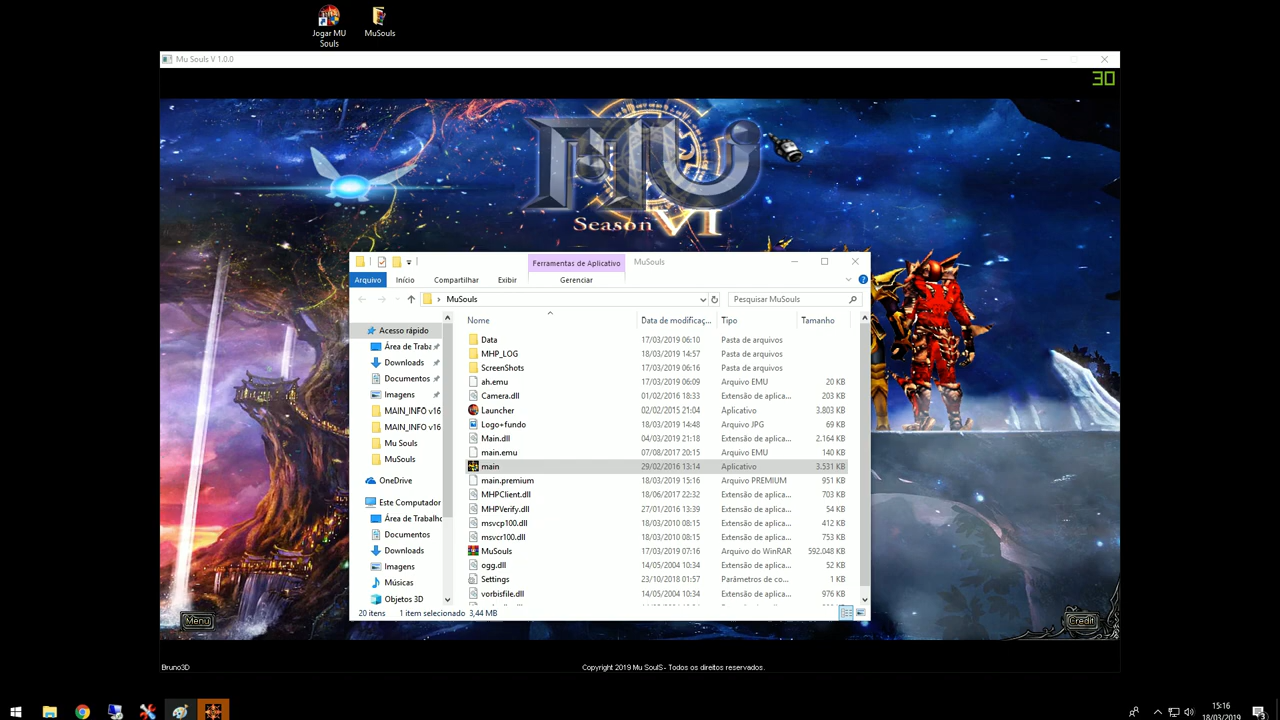 Jogar MU
Souls
MuSouls
Mu Souls V 1.0.0
30
MU
Season VI
Ferramentas de Aplicativo
MuSouls
Arquivo
Início
Compartilhar
Exibir
Gerenciar
MuSouls
Pesquisar MuSouls
Nome
Data de modificaç...
Tipo
Tamanho
Acesso rápido
Área de Traba
Downloads
Documentos
Imagens
MAIN_INFO v16
MAIN_INFO v16
Mu Souls
MuSouls
OneDrive
Este Computador
Área de Trabalho
Documentos
Downloads
Imagens
Músicas
Objetos 3D
Data 17/03/2019 06:10 Pasta de arquivos
MHP_LOG 18/03/2019 14:57 Pasta de arquivos
ScreenShots 17/03/2019 06:16 Pasta de arquivos
ah.emu 17/03/2019 06:09 Arquivo EMU 20 KB
Camera.dll 01/02/2016 18:33 Extensão de aplica... 203 KB
Launcher 02/02/2015 21:04 Aplicativo 3.803 KB
Logo+fundo 18/03/2019 14:48 Arquivo JPG 69 KB
Main.dll 04/03/2019 21:18 Extensão de aplica... 2.164 KB
main.emu 07/08/2017 20:15 Arquivo EMU 140 KB
main 29/02/2016 13:14 Aplicativo 3.531 KB
main.premium 18/03/2019 15:16 Arquivo PREMIUM 951 KB
MHPClient.dll 18/06/2017 22:32 Extensão de aplica... 703 KB
MHPVerify.dll 27/01/2016 13:39 Extensão de aplica... 54 KB
msvcp100.dll 18/03/2010 08:15 Extensão de aplica... 412 KB
msvcr100.dll 18/03/2010 08:15 Extensão de aplica... 753 KB
MuSouls 17/03/2019 07:16 Arquivo do WinRAR 592.048 KB
ogg.dll 14/05/2004 10:34 Extensão de aplica... 52 KB
Settings 23/10/2018 01:57 Parâmetros de co... 1 KB
vorbisfile.dll 14/05/2004 10:34 Extensão de aplica... 976 KB
20 itens 1 item selecionado 3,44 MB
Menu
Credit
Bruno3D
Copyright 2019 Mu SoulS - Todos os direitos reservados.
15:16
18/03/2019